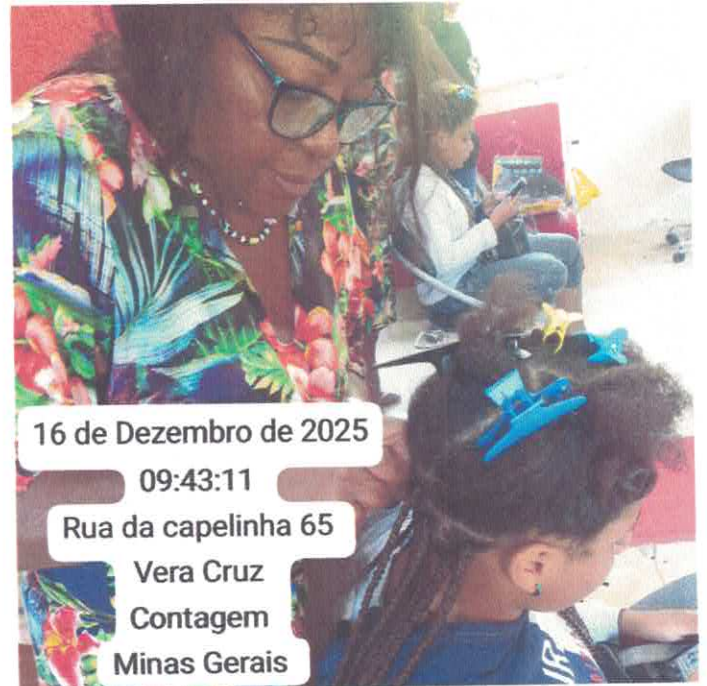 16 de Dezembro de 2025
09:43:11
Rua da capelinha 65
Vera Cruz
Contagem
Minas Gerais